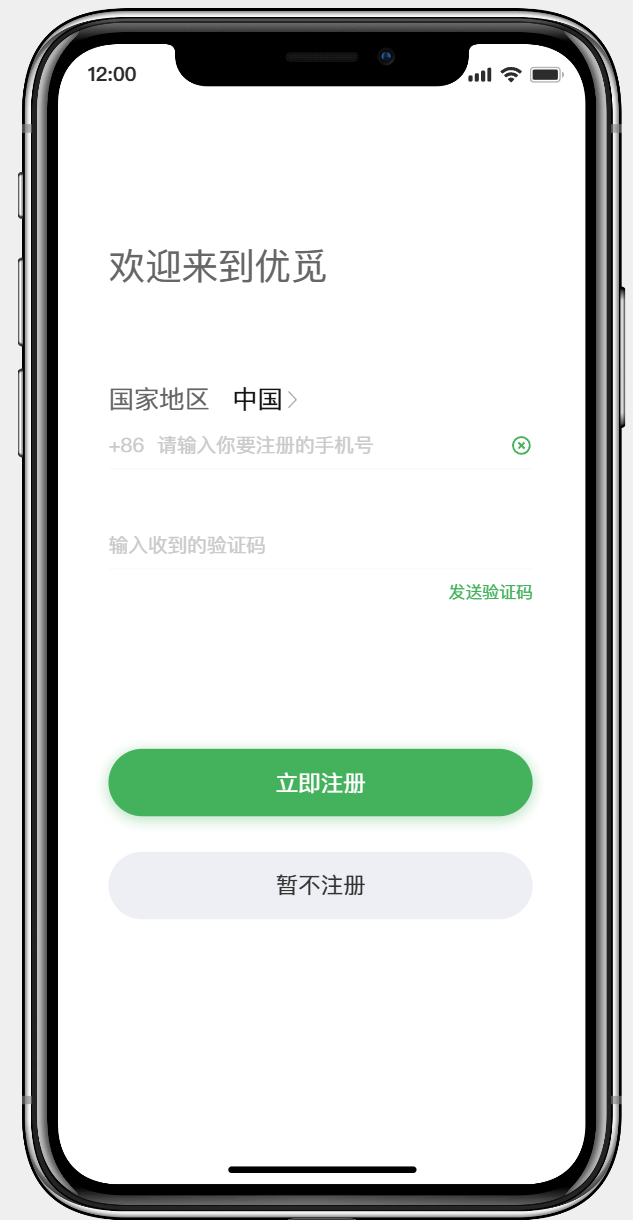 12:00
欢迎来到优觅
国家地区 中国
+86 请输入你要注册的手机号
输入收到的验证码
发送验证码
立即注册
暂不注册